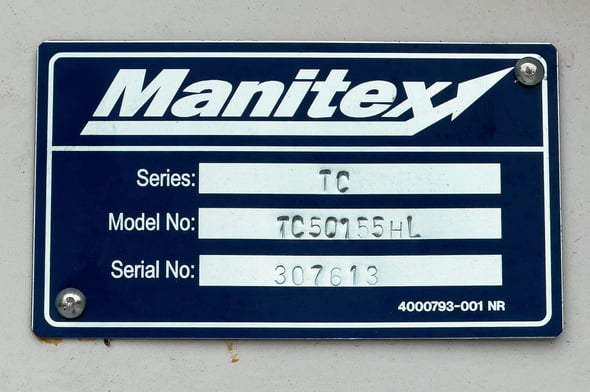 Manitex
Series: TC
Model No: TC50155HL
Serial No: 307613
4000793-001 NR